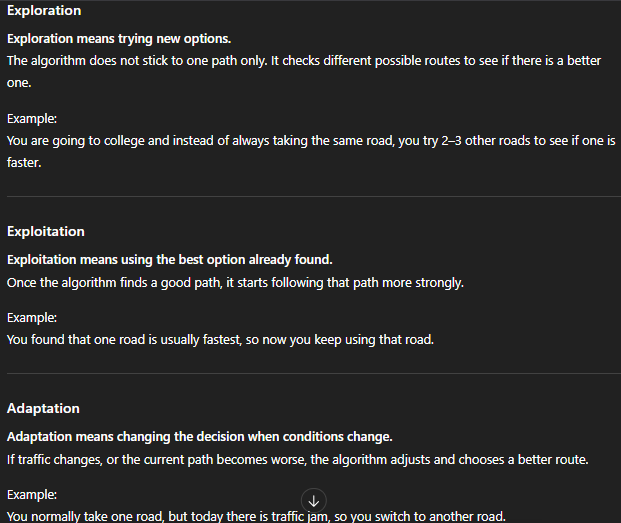 Exploration
Exploration means trying new options.
The algorithm does not stick to one path only. It checks different possible routes to see if there is a better
one.
Example:
You are going to college and instead of always taking the same road, you try 2–3 other roads to see if one is
faster.
Exploitation
Exploitation means using the best option already found.
Once the algorithm finds a good path, it starts following that path more strongly.
Example:
You found that one road is usually fastest, so now you keep using that road.
Adaptation
Adaptation means changing the decision when conditions change.
If traffic changes, or the current path becomes worse, the algorithm adjusts and chooses a better route.
Example:
You normally take one road, but today there is traffic jam, so you switch to another road.